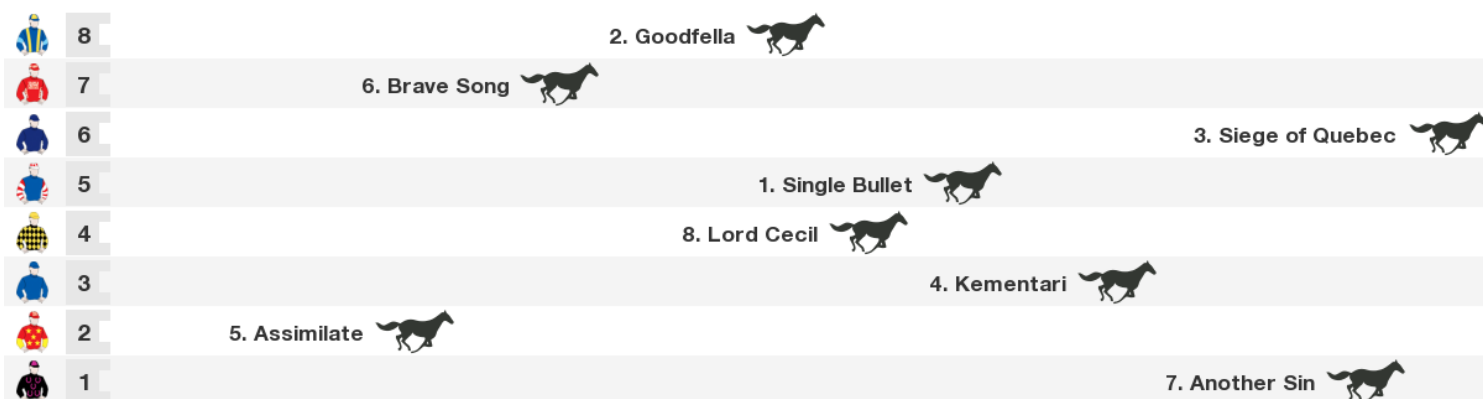 8 2. Goodfella
7 6. Brave Song
6 3. Siege of Quebec
5 1. Single Bullet
4 8. Lord Cecil
3 4. Kementari
2 5. Assimilate
1 7. Another Sin